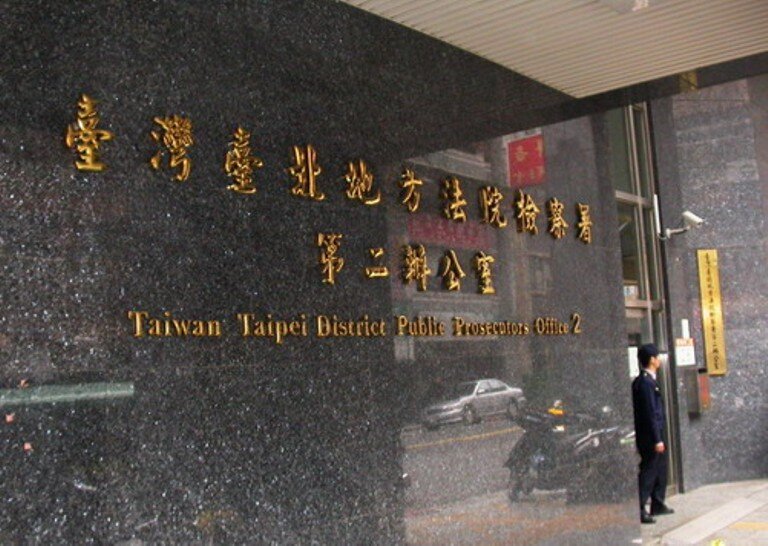 臺灣臺北地方法院檢察署
第二辦公室
Taiwan Taipei District Public Prosecutors Office 2